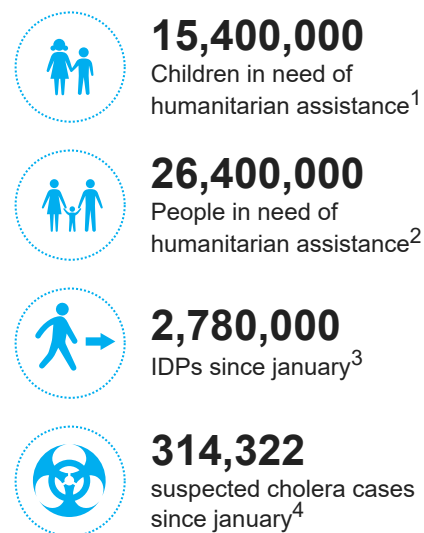 15,400,000
Children in need of
humanitarian assistance1
26,400,000
People in need of
humanitarian assistance2
2,780,000
IDPs since january3
314,322
suspected cholera cases
since january4